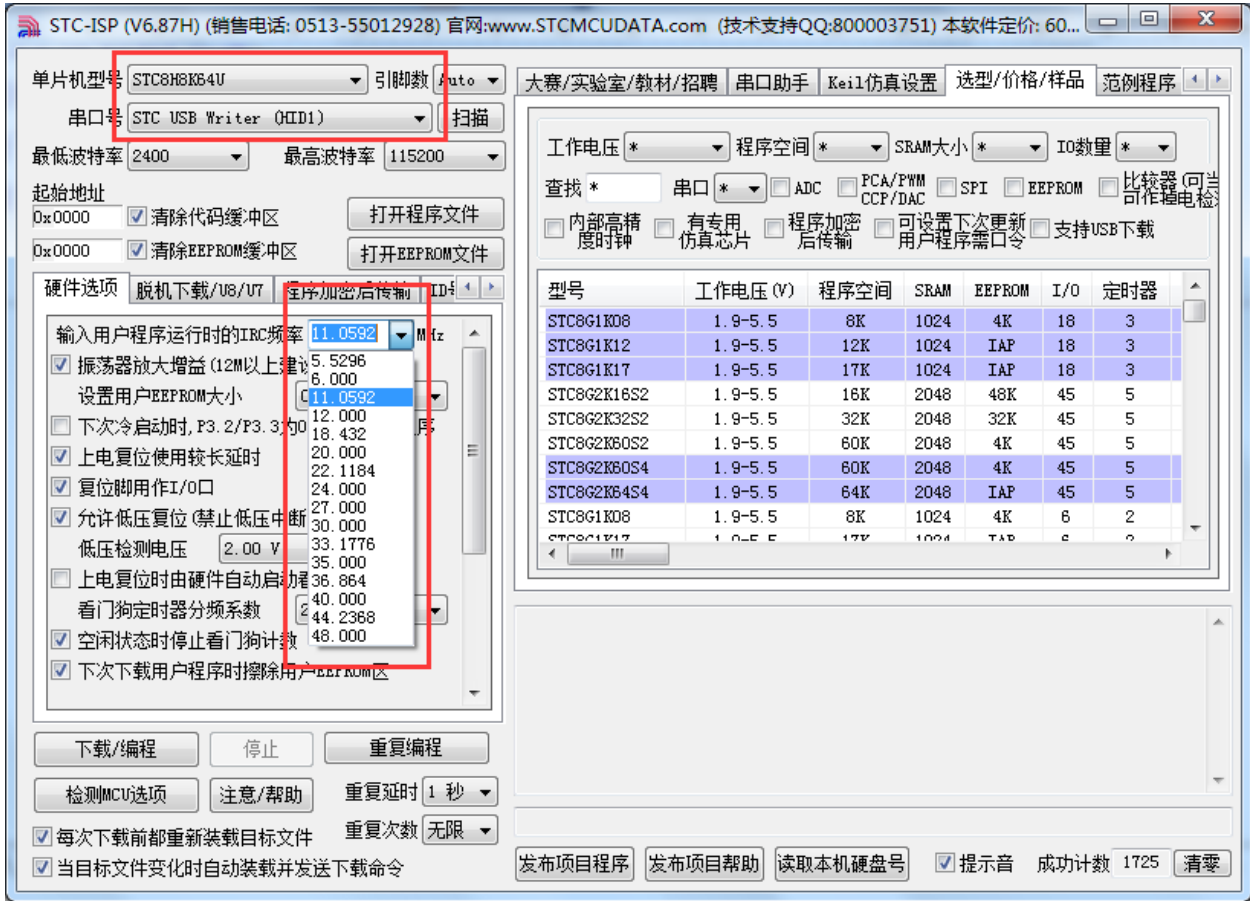 STC-ISP (V6.87H) (销售电话: 0513-55012928) 官网:www.STCMCUDATA.com (技术支持QQ:800003751) 本软件定价: 60...
单片机型号 STC8H8K64U 引脚数 Auto
串口号 STC USB Writer (HID1) 扫描
最低波特率 2400 最高波特率 115200
起始地址
0x0000 清除代码缓冲区 打开程序文件
0x0000 清除EEPROM缓冲区 打开EEPROM文件
硬件选项 脱机下载/U8/U7 程序加密后传输
输入用户程序运行时的IRC频率 11.0592 MHz
振荡器放大增益(12M以上建
设置用户EEPROM大小
下次冷启动时,P3.2/P3.3为0 序
上电复位使用较长延时
复位脚用作I/O口
允许低压复位(禁止低压中断
低压检测电压 2.00 V
上电复位时由硬件自动启动看
看门狗定时器分频系数 2
空闲状态时停止看门狗计数
下次下载用户程序时擦除用户EEPROM区
5.5296
6.000
11.0592
12.000
18.432
20.000
22.1184
24.000
27.000
30.000
33.1776
35.000
36.864
40.000
44.2368
48.000
下载/编程 停止 重复编程
检测MCU选项 注意/帮助 重复延时 1 秒
每次下载前都重新装载目标文件 重复次数 无限
当目标文件变化时自动装载并发送下载命令
大赛/实验室/教材/招聘 串口助手 Keil仿真设置 选型/价格/样品 范例程序
工作电压 * 程序空间 * SRAM大小 * IO数量 *
查找 * 串口 * ADC PCA/PWM CCP/DAC SPI EEPROM 比较器(可当 可作掉电检
内部高精度时钟 有专用仿真芯片 程序加密后传输 可设置下次更新用户程序需口令 支持USB下载
型号 工作电压(V) 程序空间 SRAM EEPROM I/O 定时器
STC8G1K08 1.9-5.5 8K 1024 4K 18 3
STC8G1K12 1.9-5.5 12K 1024 IAP 18 3
STC8G1K17 1.9-5.5 17K 1024 IAP 18 3
STC8G2K16S2 1.9-5.5 16K 2048 48K 45 5
STC8G2K32S2 1.9-5.5 32K 2048 32K 45 5
STC8G2K60S2 1.9-5.5 60K 2048 4K 45 5
STC8G2K60S4 1.9-5.5 60K 2048 4K 45 5
STC8G2K64S4 1.9-5.5 64K 2048 IAP 45 5
STC8G1K08 1.9-5.5 8K 1024 4K 6 2
STC8G1K17 1.9-5.5 17K 1024 IAP 6 2
发布项目程序 发布项目帮助 读取本机硬盘号 提示音 成功计数 1725 清零